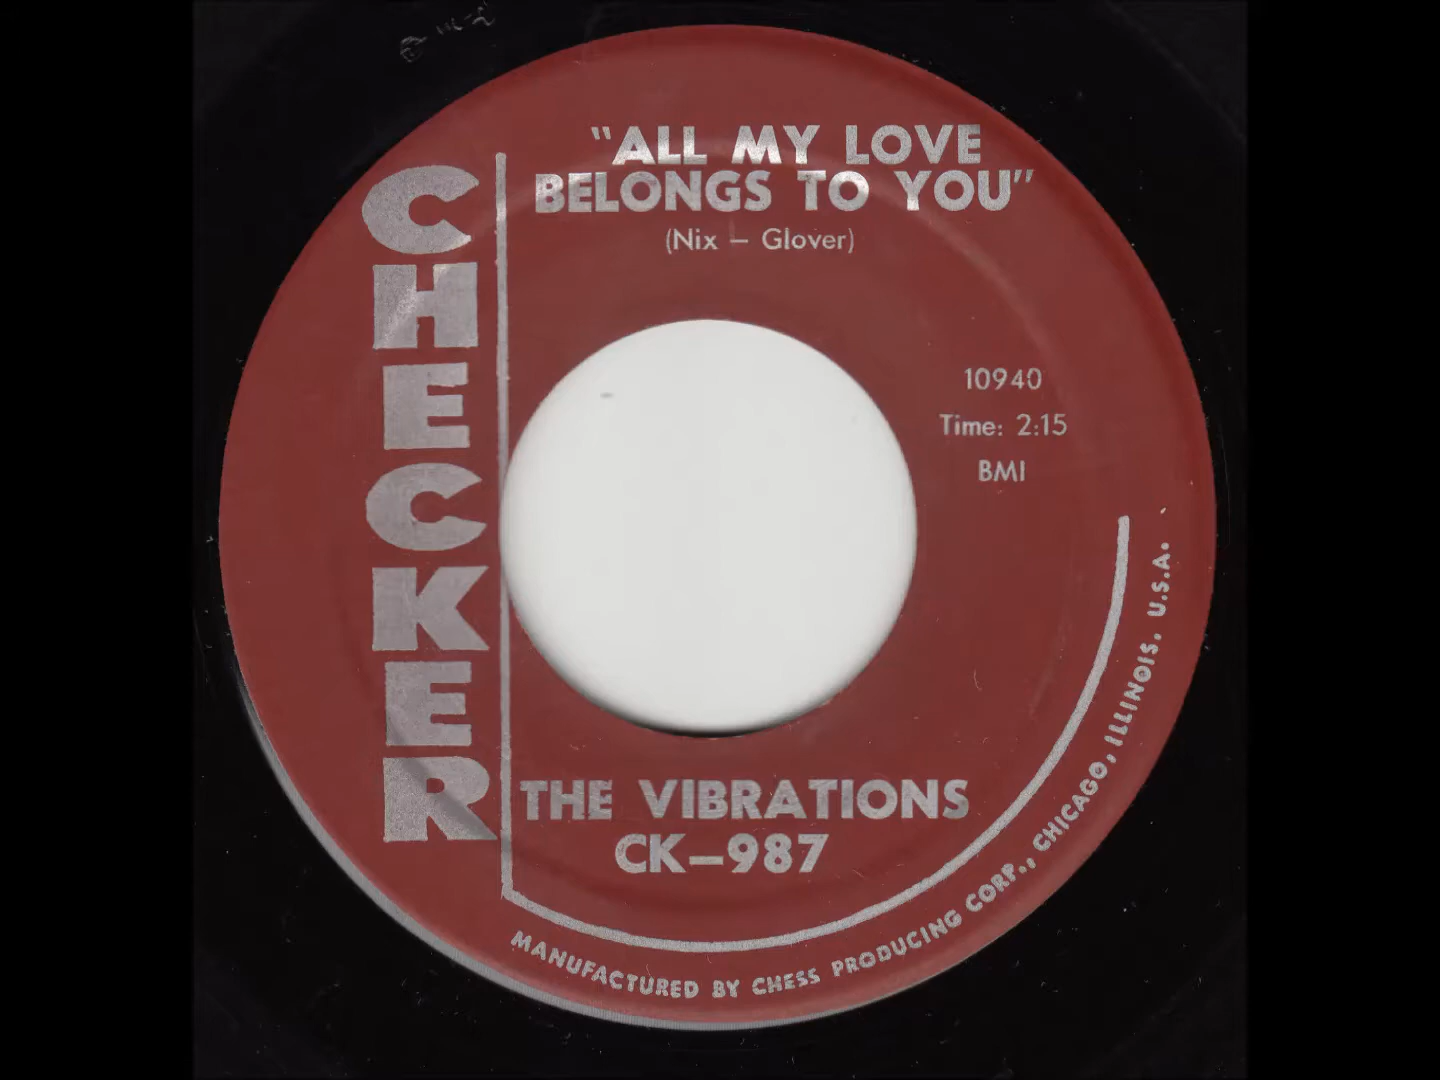 "ALL MY LOVE
BELONGS TO YOU"
(Nix – Glover)
CHECKER
10940
Time: 2:15
BMI
THE VIBRATIONS
CK–987
MANUFACTURED BY CHESS PRODUCING CORP., CHICAGO, ILLINOIS. U.S.A.